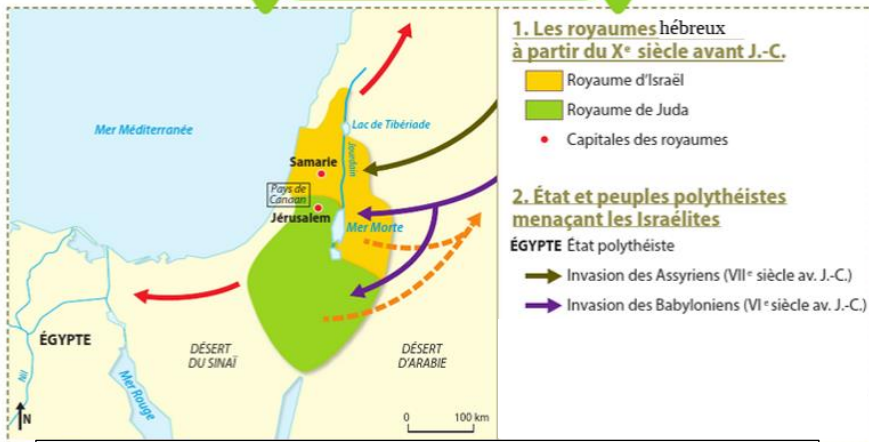 Mer Méditerranée
Lac de Tibériade
Jourdain
Samarie
Pays de
Canaan
Jérusalem
Mer Morte
ÉGYPTE
Nil
DÉSERT
DU SINAÏ
Mer Rouge
DÉSERT
D'ARABIE
N
0 100 km
1. Les royaumes hébreux
à partir du Xe siècle avant J.-C.
Royaume d'Israël
Royaume de Juda
Capitales des royaumes
2. État et peuples polythéistes
menaçant les Israélites
ÉGYPTE État polythéiste
Invasion des Assyriens (VIIe siècle av. J.-C.)
Invasion des Babyloniens (VIe siècle av. J.-C.)